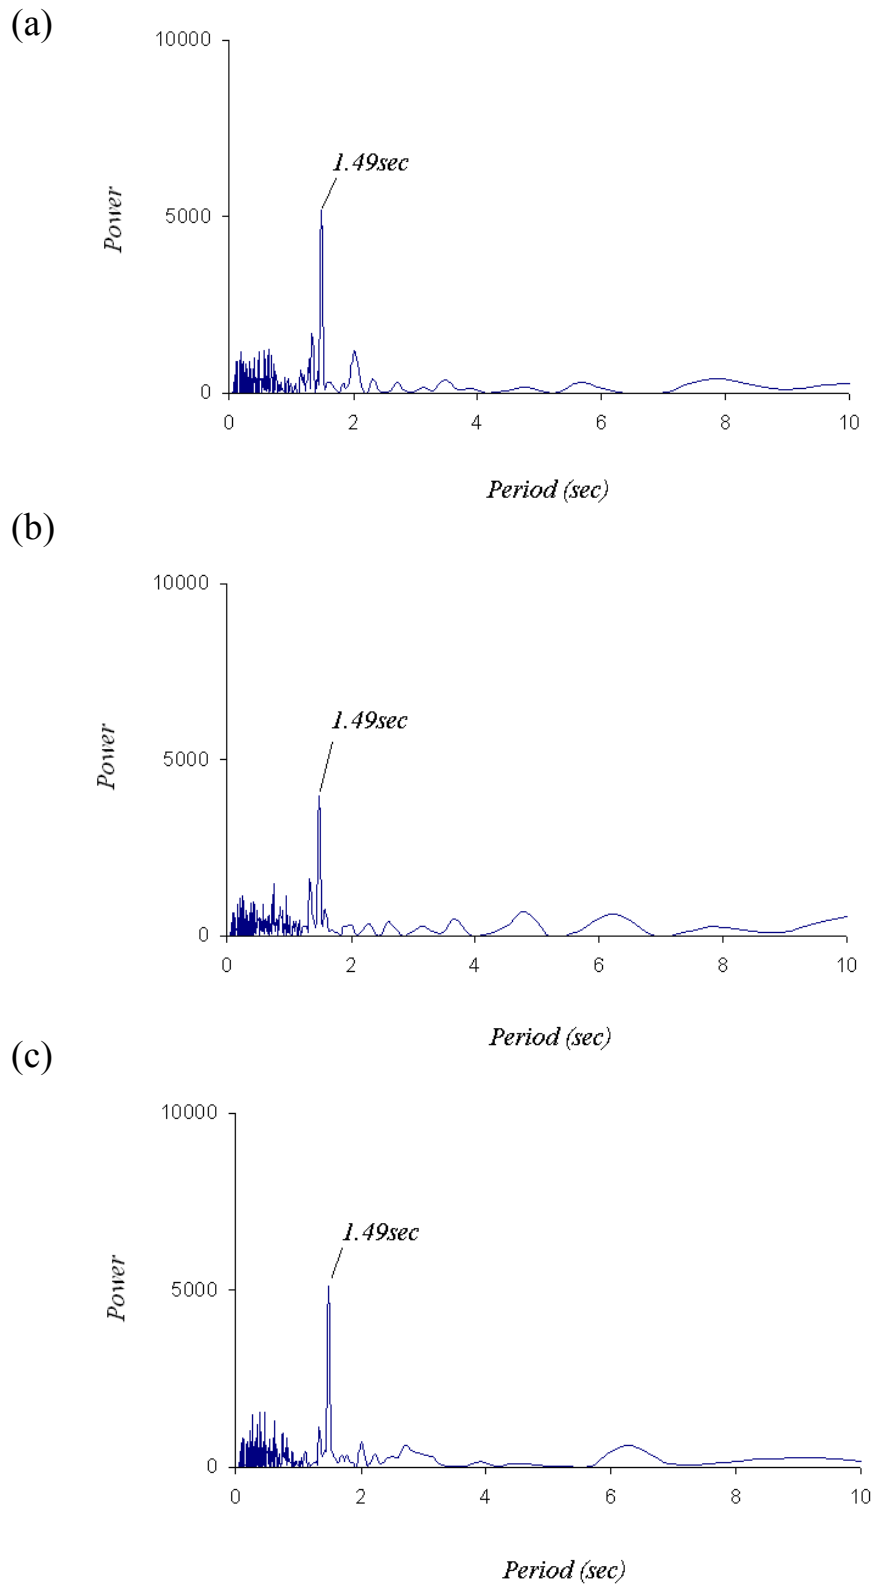 (a)
10000
1.49sec
Power
5000
0
0 2 4 6 8 10
Period (sec)
(b)
10000
1.49sec
Power
5000
0
0 2 4 6 8 10
Period (sec)
(c)
10000
1.49sec
Power
5000
0
0 2 4 6 8 10
Period (sec)